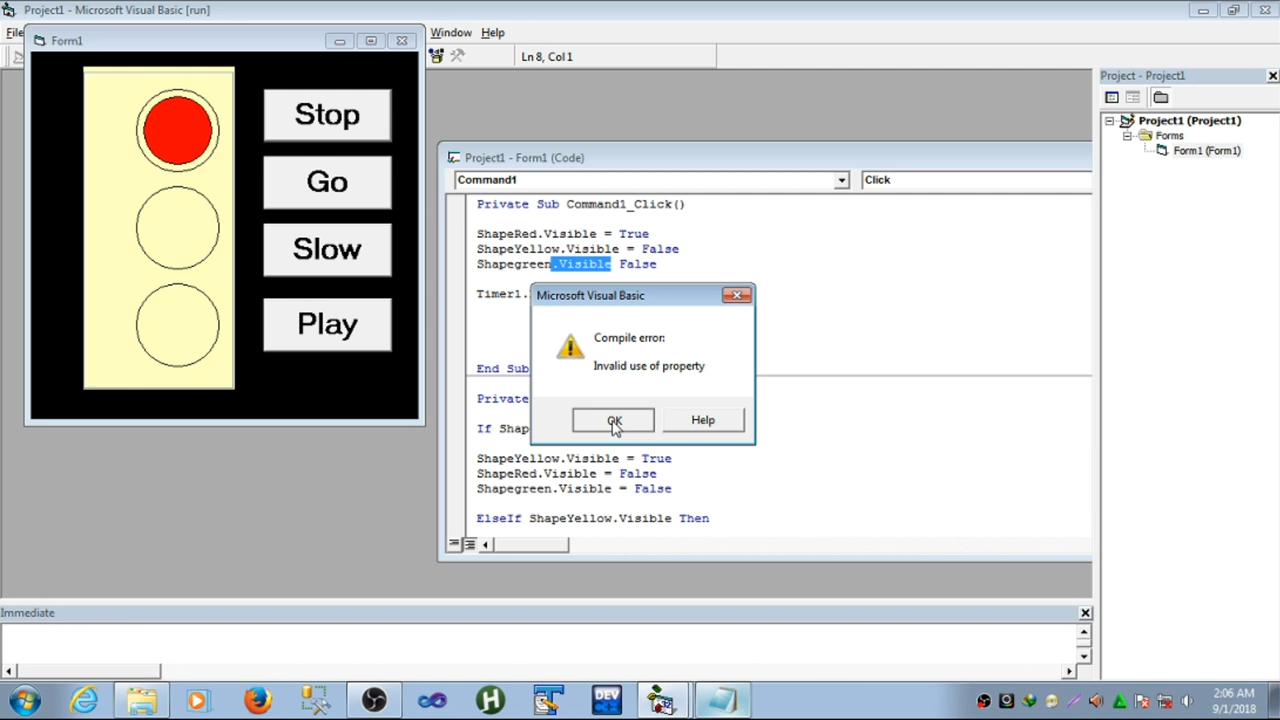 Project1 - Microsoft Visual Basic [run]
File
Window Help
Ln 8, Col 1
Form1
Stop
Go
Slow
Play
Project1 - Form1 (Code)
Command1
Click
Private Sub Command1_Click()
ShapeRed.Visible = True
ShapeYellow.Visible = False
Shapegreen.Visible False
Timer1.
End Sub
Private
If Shap
ShapeYellow.Visible = True
ShapeRed.Visible = False
Shapegreen.Visible = False
ElseIf ShapeYellow.Visible Then
Microsoft Visual Basic
Compile error:
Invalid use of property
OK
Help
Project - Project1
Project1 (Project1)
Forms
Form1 (Form1)
Immediate
DEV
2:06 AM
9/1/2018